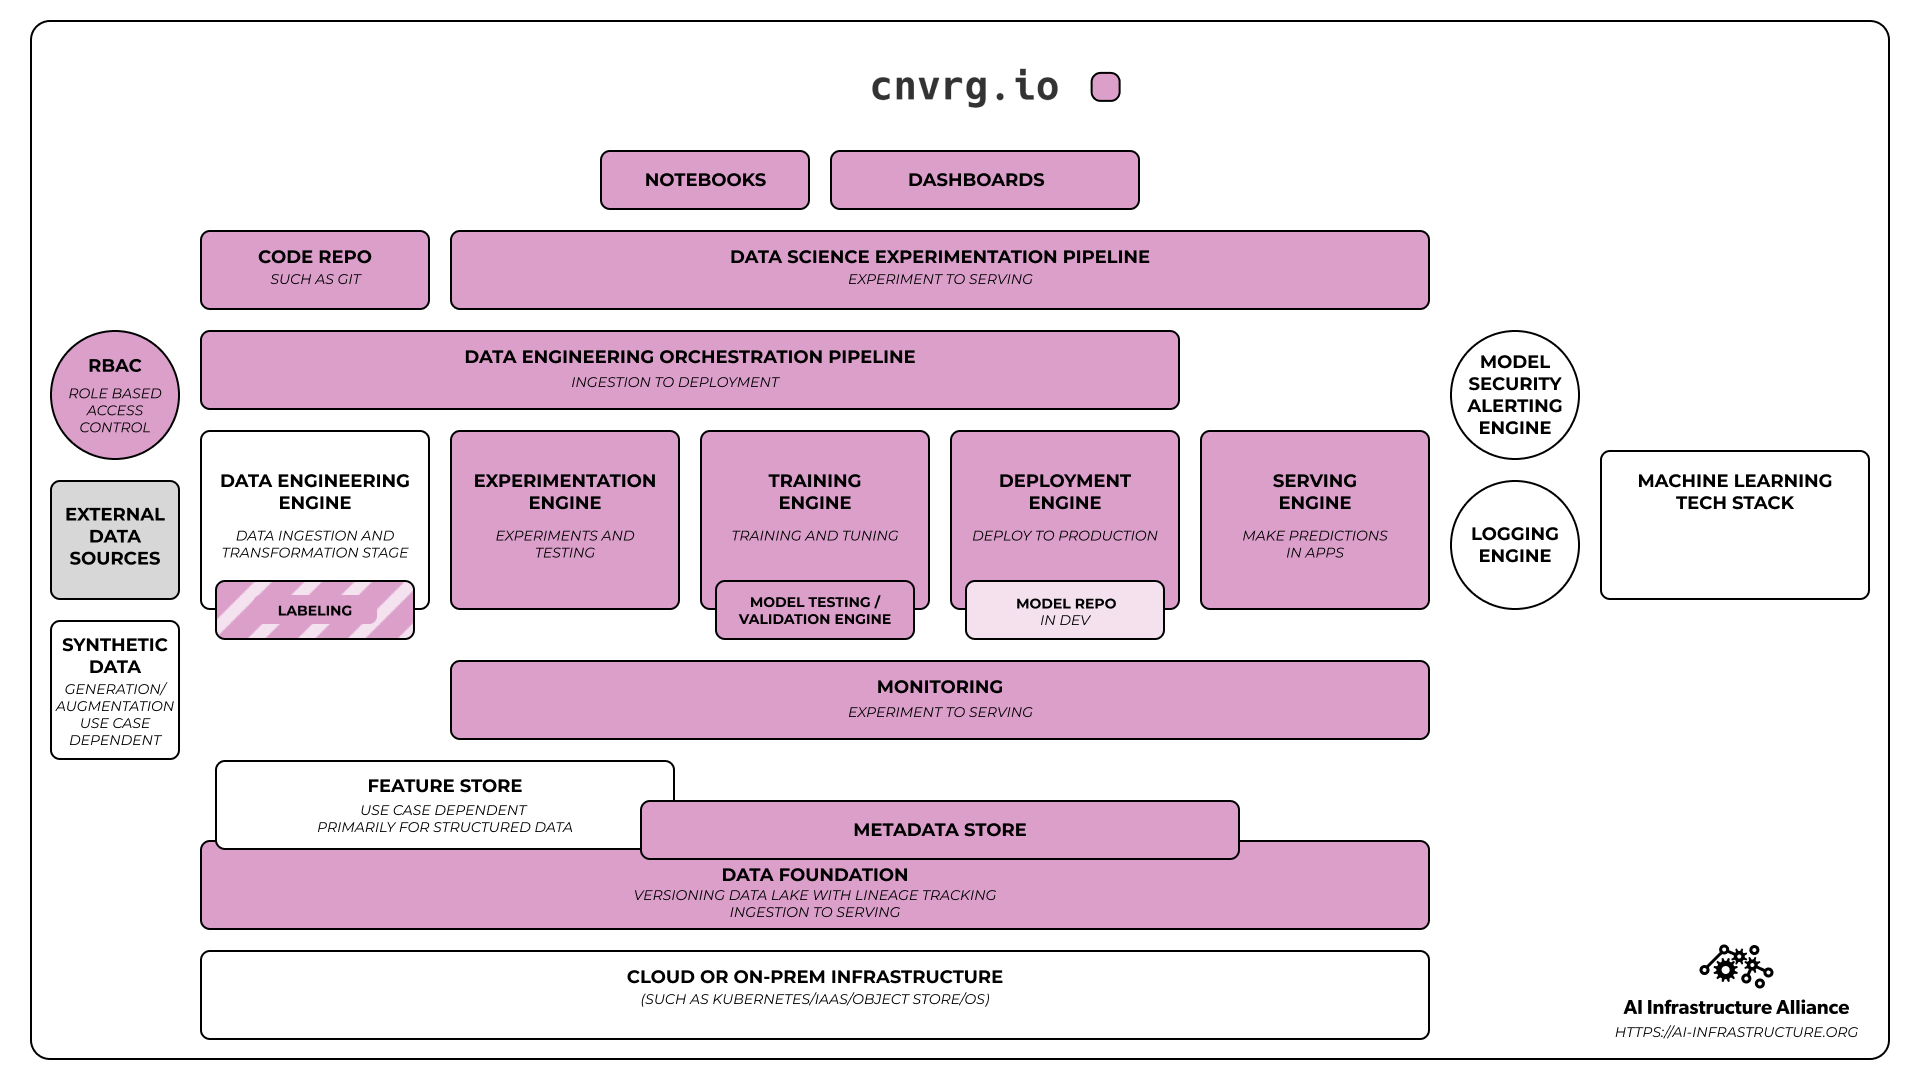 cnvrg.io
NOTEBOOKS
DASHBOARDS
CODE REPO
SUCH AS GIT
DATA SCIENCE EXPERIMENTATION PIPELINE
EXPERIMENT TO SERVING
DATA ENGINEERING ORCHESTRATION PIPELINE
INGESTION TO DEPLOYMENT
RBAC
ROLE BASED
ACCESS
CONTROL
EXTERNAL
DATA
SOURCES
SYNTHETIC
DATA
GENERATION/
AUGMENTATION
USE CASE
DEPENDENT
DATA ENGINEERING
ENGINE
DATA INGESTION AND
TRANSFORMATION STAGE
LABELING
EXPERIMENTATION
ENGINE
EXPERIMENTS AND
TESTING
TRAINING
ENGINE
TRAINING AND TUNING
MODEL TESTING /
VALIDATION ENGINE
DEPLOYMENT
ENGINE
DEPLOY TO PRODUCTION
MODEL REPO
IN DEV
SERVING
ENGINE
MAKE PREDICTIONS
IN APPS
MODEL
SECURITY
ALERTING
ENGINE
LOGGING
ENGINE
MACHINE LEARNING
TECH STACK
MONITORING
EXPERIMENT TO SERVING
FEATURE STORE
USE CASE DEPENDENT
PRIMARILY FOR STRUCTURED DATA
METADATA STORE
DATA FOUNDATION
VERSIONING DATA LAKE WITH LINEAGE TRACKING
INGESTION TO SERVING
CLOUD OR ON-PREM INFRASTRUCTURE
(SUCH AS KUBERNETES/IAAS/OBJECT STORE/OS)
AI Infrastructure Alliance
HTTPS://AI-INFRASTRUCTURE.ORG